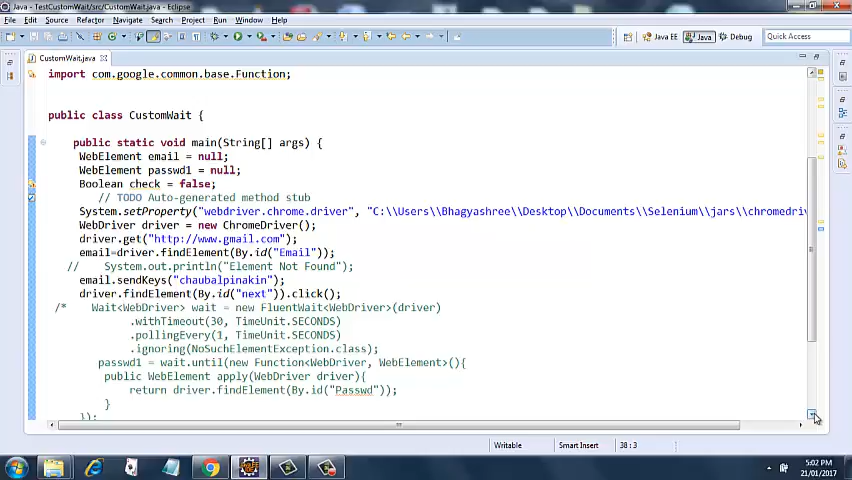 Java - TestCustomWait/src/CustomWait.java - Eclipse
File Edit Source Refactor Navigate Search Project Run Window Help
Java EE Java Debug Quick Access
CustomWait.java
import com.google.common.base.Function;
public class CustomWait {
public static void main(String[] args) {
WebElement email = null;
WebElement passwd1 = null;
Boolean check = false;
// TODO Auto-generated method stub
System.setProperty("webdriver.chrome.driver", "C:\\Users\\Bhagyashree\\Desktop\\Documents\\Selenium\\jars\\chromedriv
WebDriver driver = new ChromeDriver();
driver.get("http://www.gmail.com");
email=driver.findElement(By.id("Email"));
// System.out.println("Element Not Found");
email.sendKeys("chaubalpinakin");
driver.findElement(By.id("next")).click();
/* Wait<WebDriver> wait = new FluentWait<WebDriver>(driver)
.withTimeout(30, TimeUnit.SECONDS)
.pollingEvery(1, TimeUnit.SECONDS)
.ignoring(NoSuchElementException.class);
passwd1 = wait.until(new Function<WebDriver, WebElement>(){
public WebElement apply(WebDriver driver){
return driver.findElement(By.id("Passwd"));
}
});
Writable Smart Insert 38 : 3
5:02 PM
21/01/2017